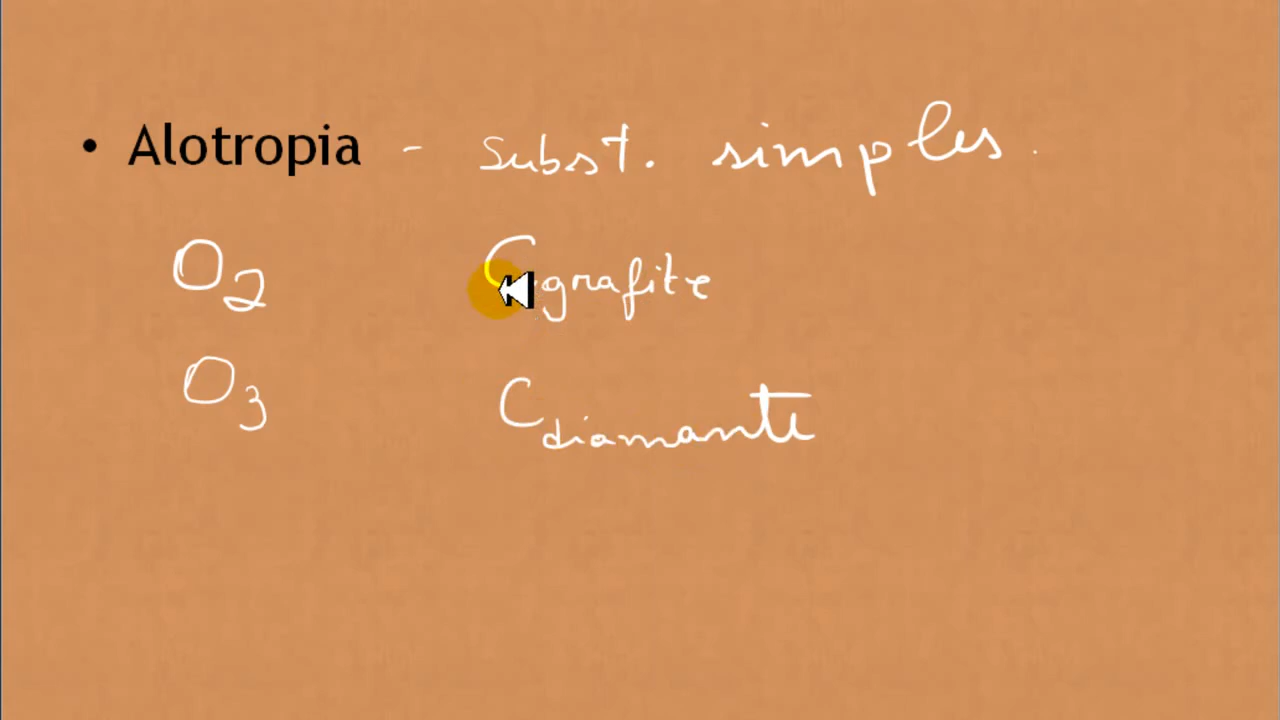 • Alotropia - Subst. simples.
O2 Cgrafite
O3 Cdiamante